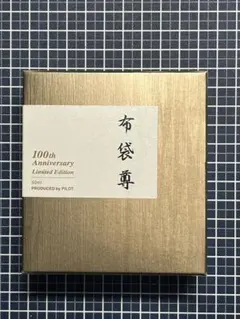 布袋尊
100th
Anniversary
Limited Edition
PRODUCED by PILOT